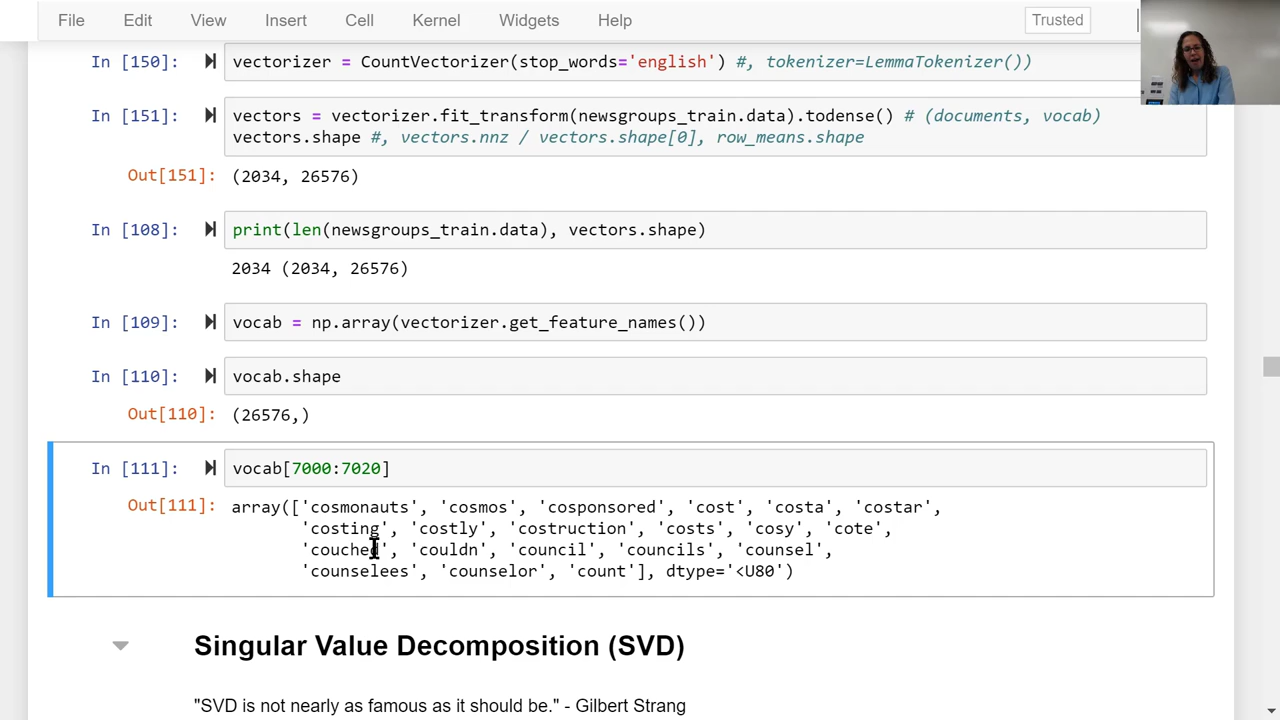 File Edit View Insert Cell Kernel Widgets Help Trusted
In [150]: vectorizer = CountVectorizer(stop_words='english') #, tokenizer=LemmaTokenizer())
In [151]: vectors = vectorizer.fit_transform(newsgroups_train.data).todense() # (documents, vocab)
vectors.shape #, vectors.nnz / vectors.shape[0], row_means.shape
Out[151]: (2034, 26576)
In [108]: print(len(newsgroups_train.data), vectors.shape)
2034 (2034, 26576)
In [109]: vocab = np.array(vectorizer.get_feature_names())
In [110]: vocab.shape
Out[110]: (26576,)
In [111]: vocab[7000:7020]
Out[111]: array(['cosmonauts', 'cosmos', 'cosponsored', 'cost', 'costa', 'costar',
'costing', 'costly', 'costruction', 'costs', 'cosy', 'cote',
'couched', 'couldn', 'council', 'councils', 'counsel',
'counselees', 'counselor', 'count'], dtype='<U80')
Singular Value Decomposition (SVD)
"SVD is not nearly as famous as it should be." - Gilbert Strang